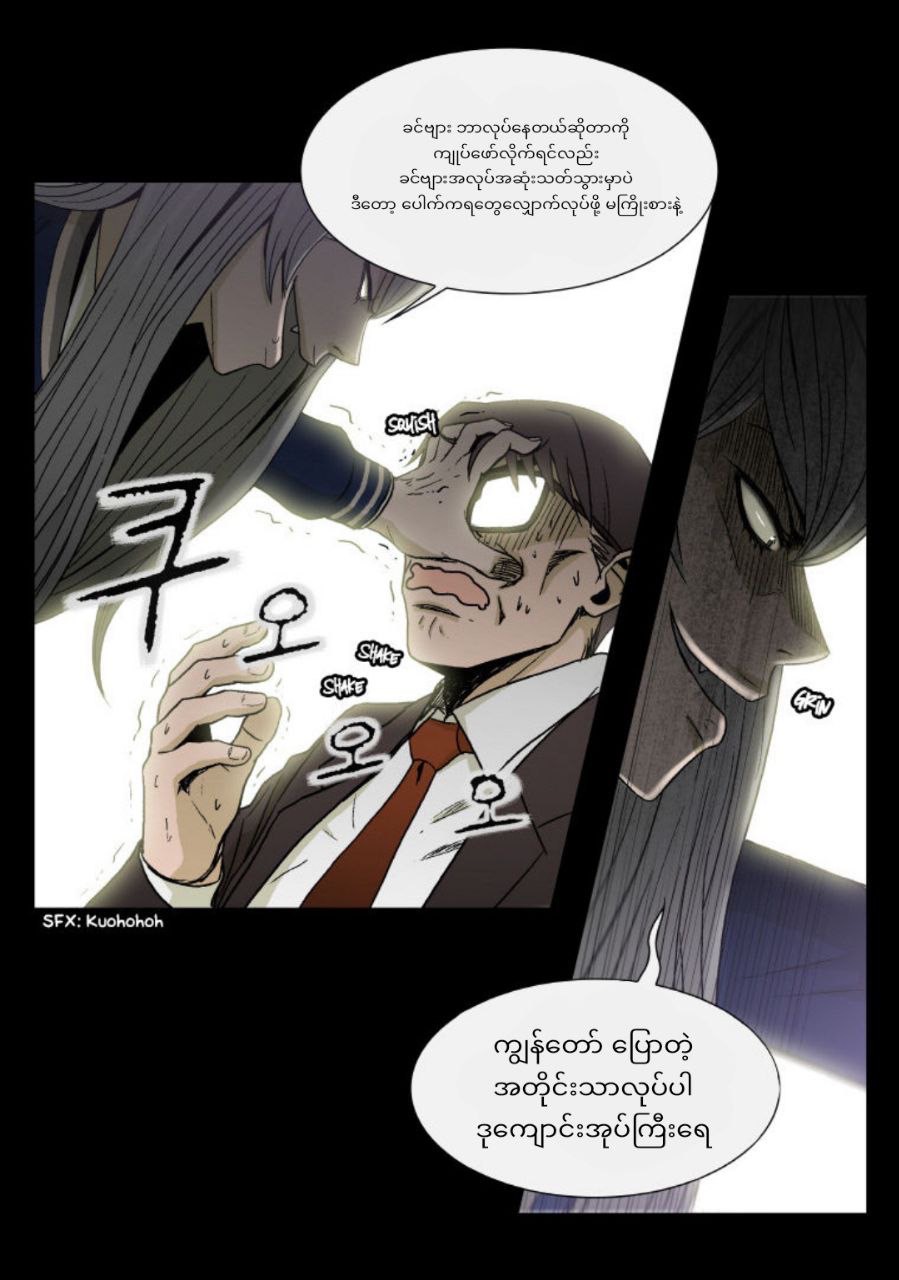 ခင်ဗျား ဘာလုပ်နေတယ်ဆိုတာကို
ကျုပ်ဖော်လိုက်ရင်လည်း
ခင်ဗျားအလုပ်အဆုံးသတ်သွားမှာပဲ
ဒီတော့ ပေါက်ကရတွေလျှောက်လုပ်ဖို့ မကြိုးစားနဲ့
SQUISH
쿠
오
SHAKE
SHAKE
오
오
GRIN
SFX: Kuohohoh
ကျွန်တော် ပြောတဲ့
အတိုင်းသာလုပ်ပါ
ဒုကျောင်းအုပ်ကြီးရေ